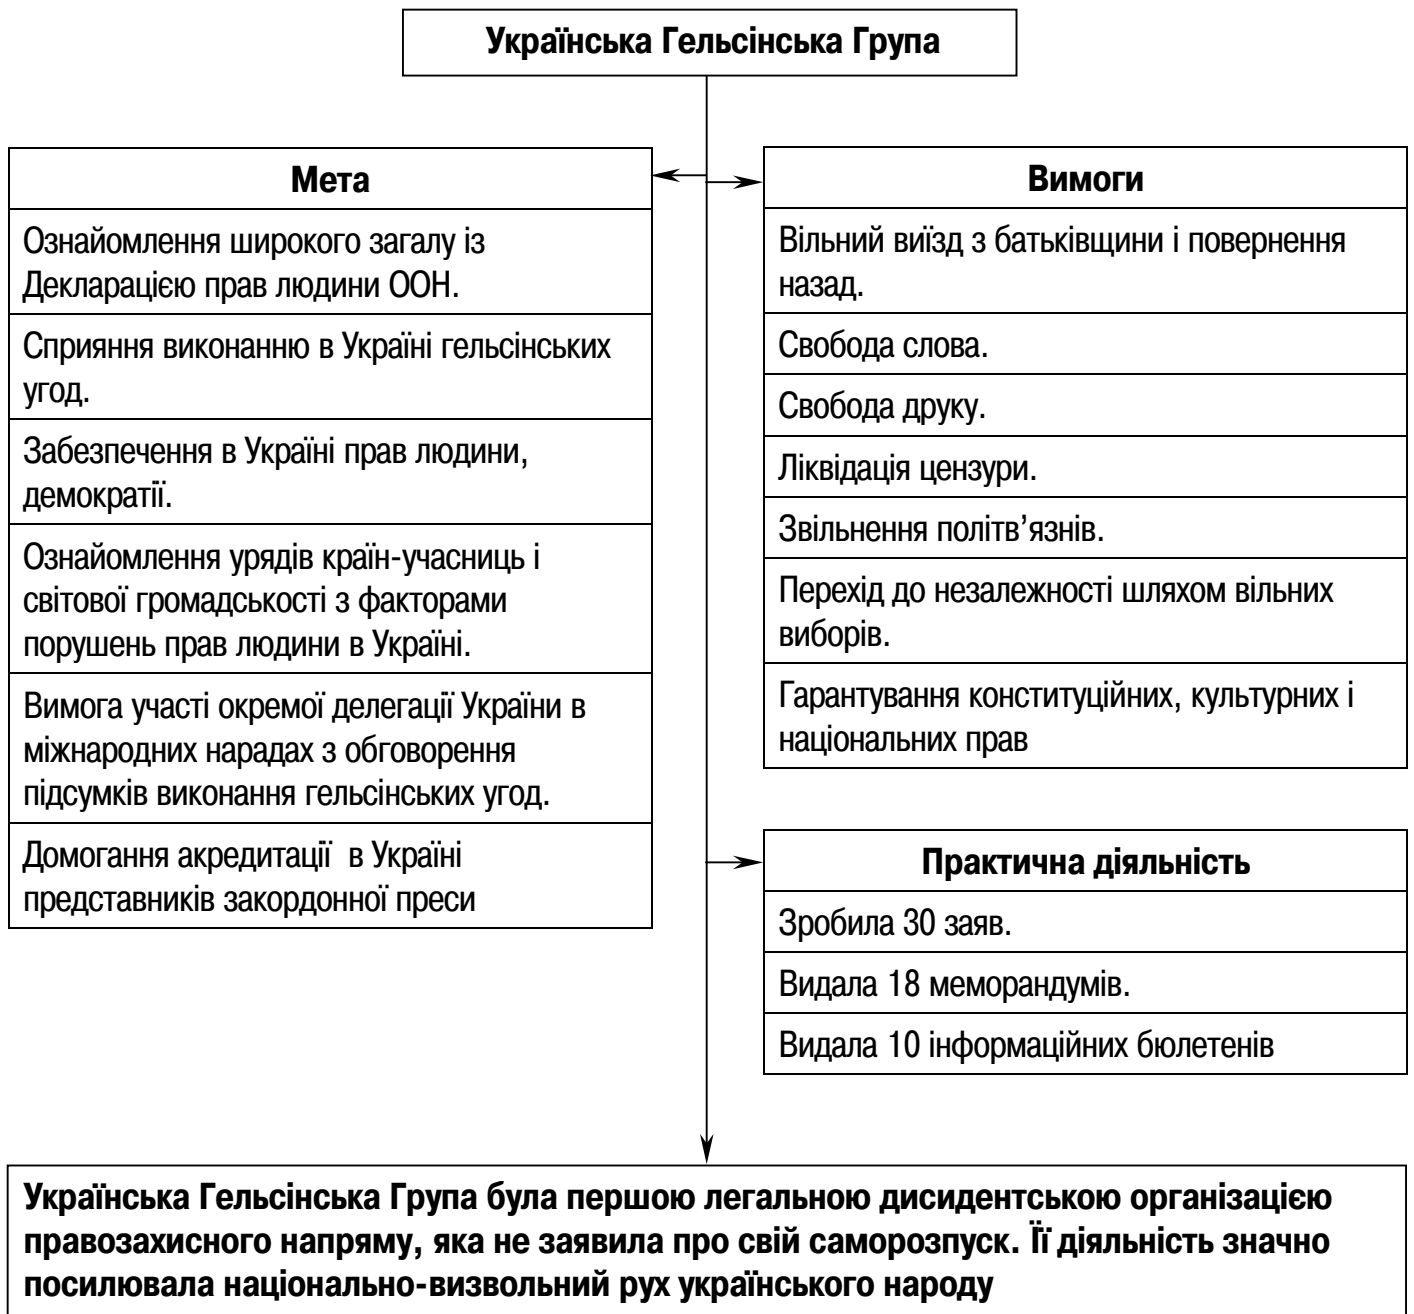 Українська Гельсінська Група
Мета
Ознайомлення широкого загалу із
Декларацією прав людини ООН.
Сприяння виконанню в Україні гельсінських
угод.
Забезпечення в Україні прав людини,
демократії.
Ознайомлення урядів країн-учасниць і
світової громадськості з факторами
порушень прав людини в Україні.
Вимога участі окремої делегації України в
міжнародних нарадах з обговорення
підсумків виконання гельсінських угод.
Домогання акредитації в Україні
представників закордонної преси
Вимоги
Вільний виїзд з батьківщини і повернення
назад.
Свобода слова.
Свобода друку.
Ліквідація цензури.
Звільнення політв’язнів.
Перехід до незалежності шляхом вільних
виборів.
Гарантування конституційних, культурних і
національних прав
Практична діяльність
Зробила 30 заяв.
Видала 18 меморандумів.
Видала 10 інформаційних бюлетенів
Українська Гельсінська Група була першою легальною дисидентською організацією
правозахисного напряму, яка не заявила про свій саморозпуск. Її діяльність значно
посилювала національно-визвольний рух українського народу